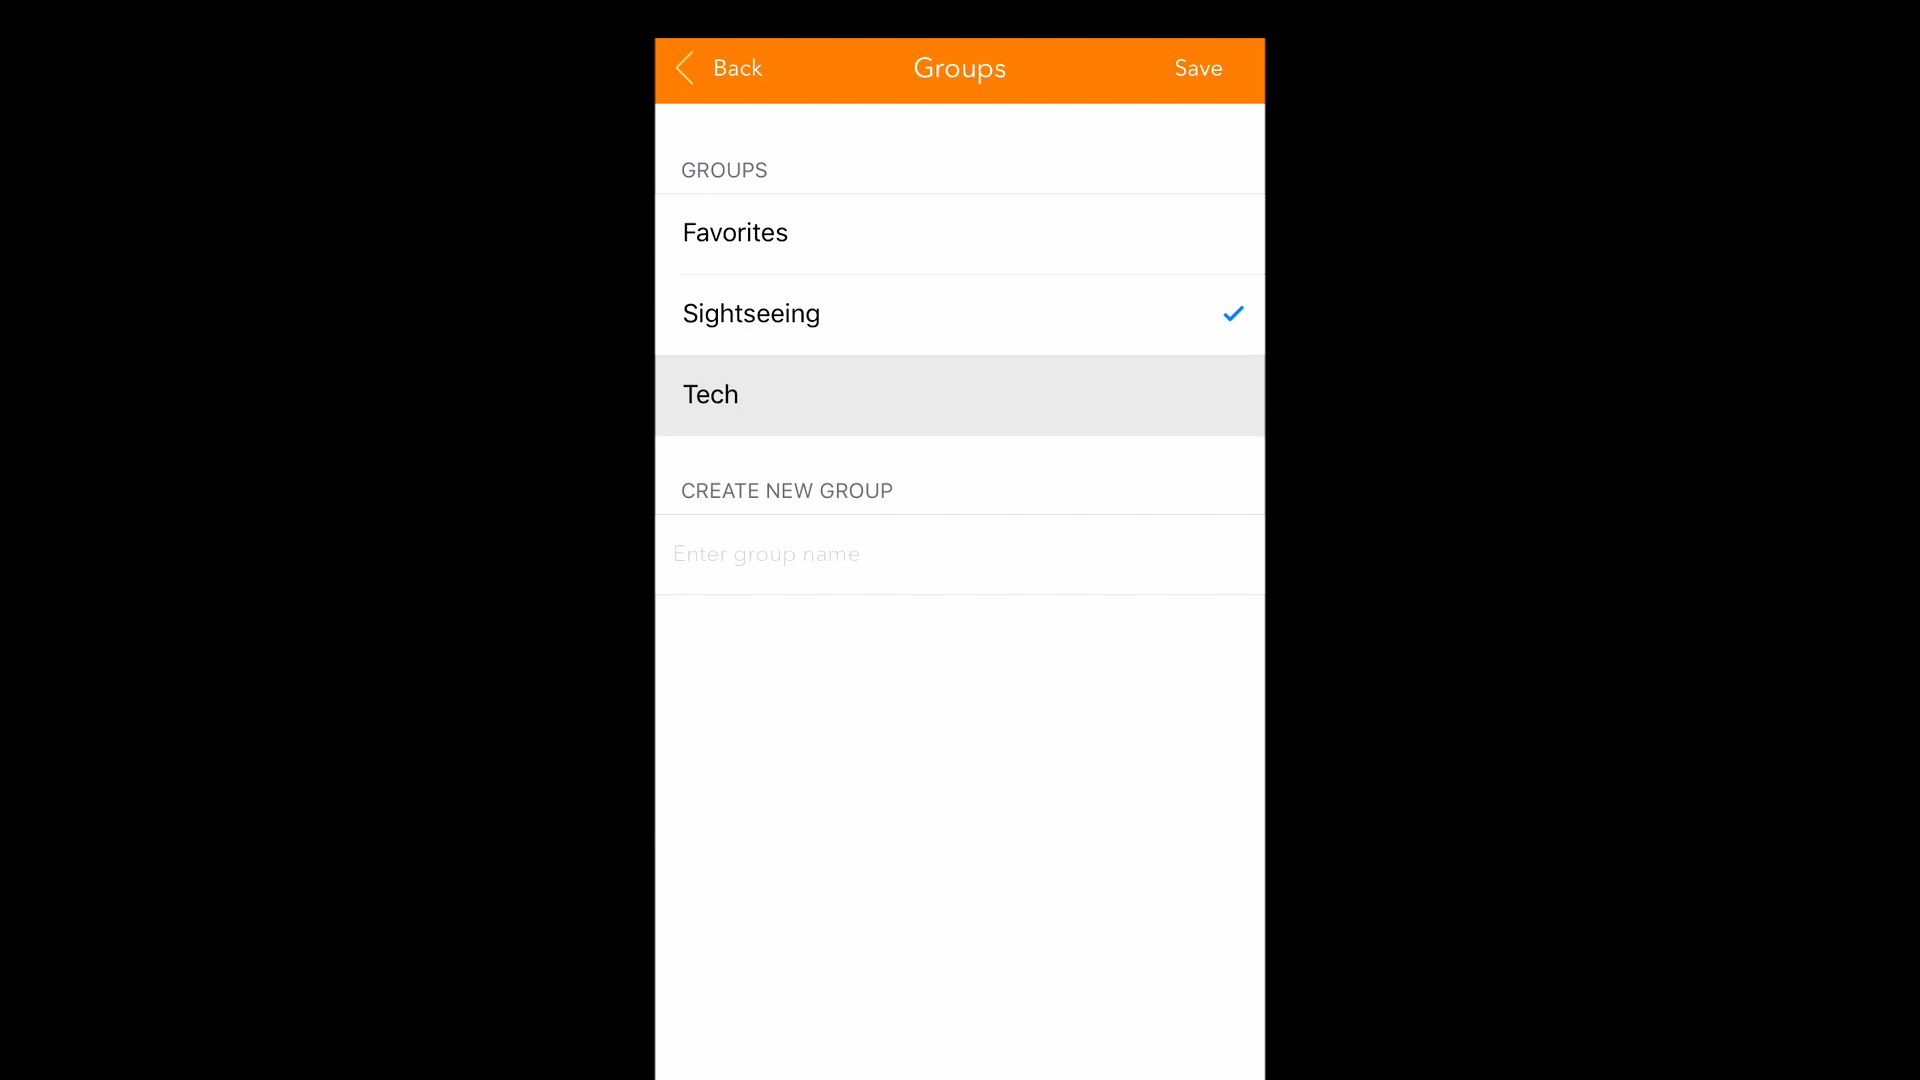 Back Groups Save
GROUPS
Favorites
Sightseeing
Tech
CREATE NEW GROUP
Enter group name